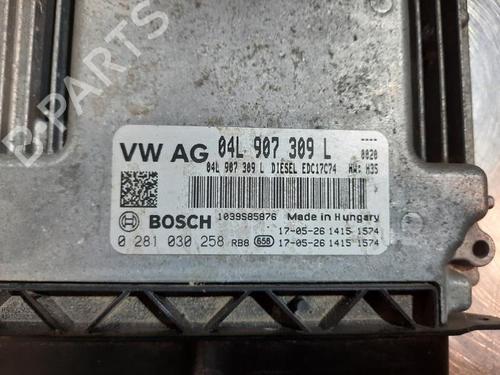 VW AG 04L 907 309 L ----
04L 907 309 L DIESEL EDC17C74 0020
HW: H35
BOSCH 1039S85876 Made in Hungary
0 281 030 258 RB8 658 17-05-26 1415 1574
17-05-26 1415 1574
B-PARTS